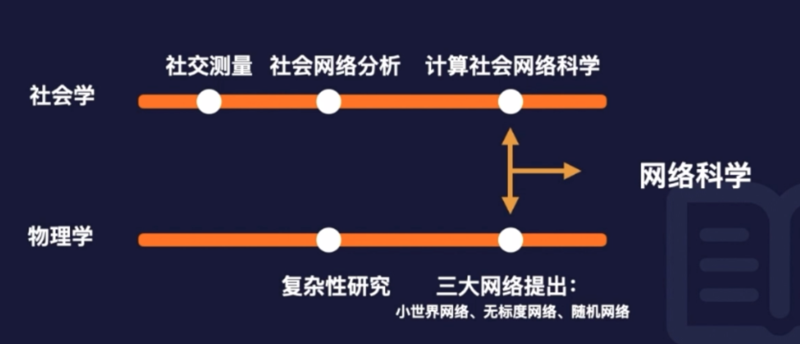 社交测量 社会网络分析 计算社会网络科学
社会学
网络科学
物理学
复杂性研究 三大网络提出：
小世界网络、无标度网络、随机网络